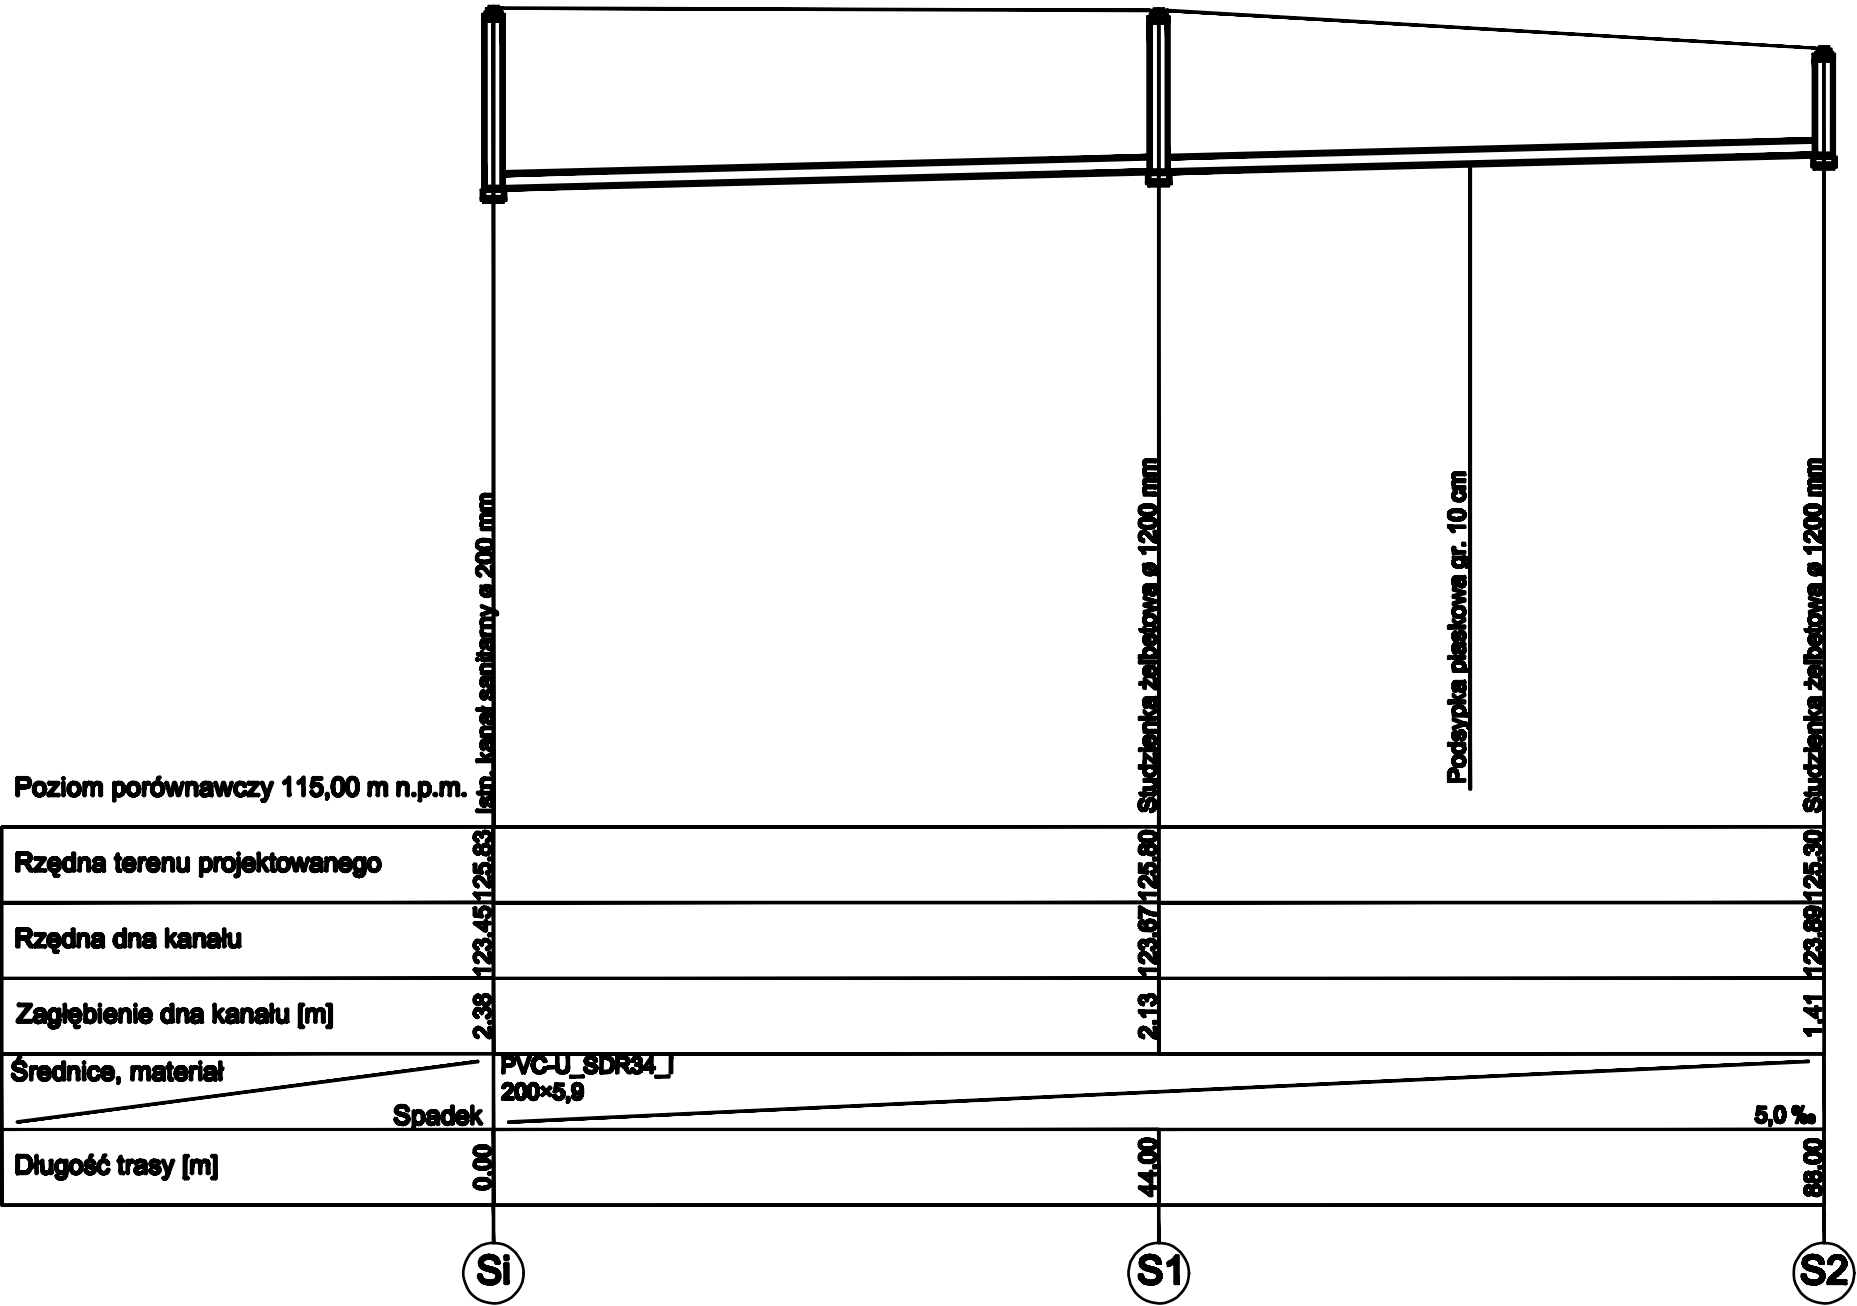 Istn. kanał sanitarny ø 200 mm
Studzienka żelbetowa ø 1200 mm
Podsypka piaskowa gr. 10 cm
Studzienka żelbetowa ø 1200 mm
Poziom porównawczy 115,00 m n.p.m.
Rzędna terenu projektowanego 125.83 125.80 125.30
Rzędna dna kanału 123.45 123.67 123.89
Zagłębienie dna kanału [m] 2.38 2.13 1.41
Średnice, materiał PVC-U_SDR34_l
200×5,9
Spadek 5,0 ‰
Długość trasy [m] 0.00 44.00 88.00
Si S1 S2